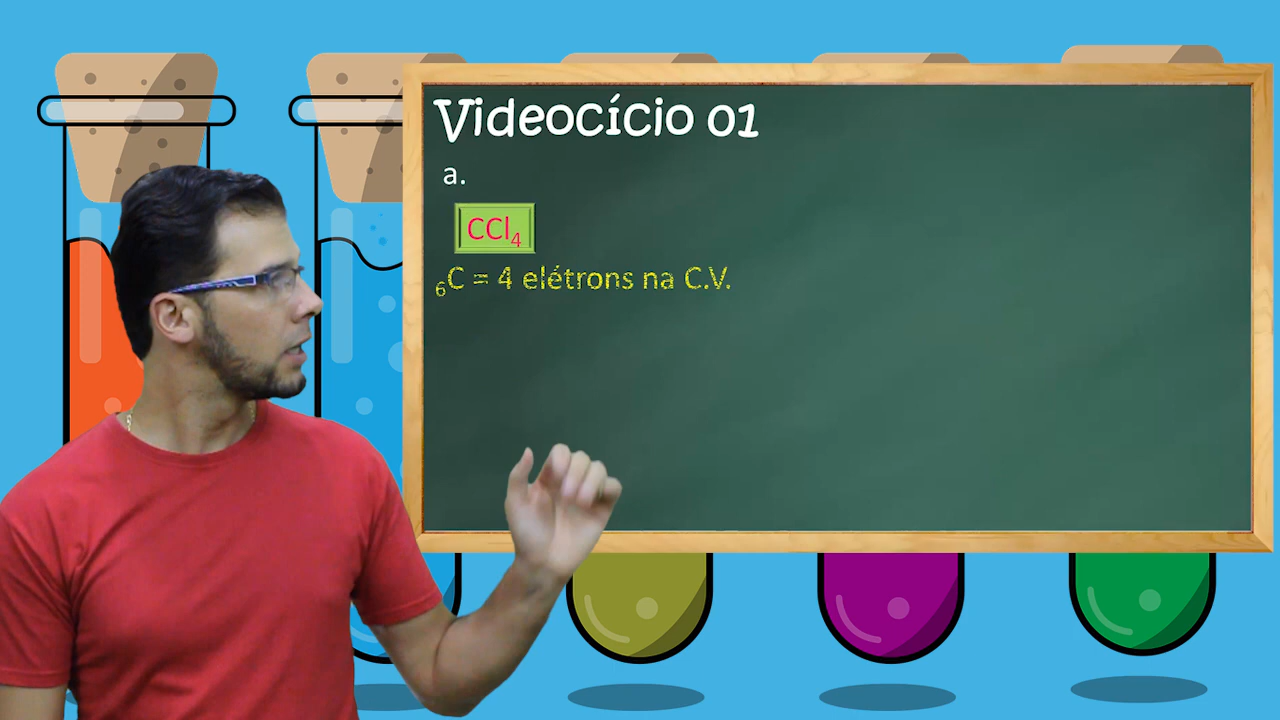 Videocício 01
a.
CCl₄
₆C = 4 elétrons na C.V.